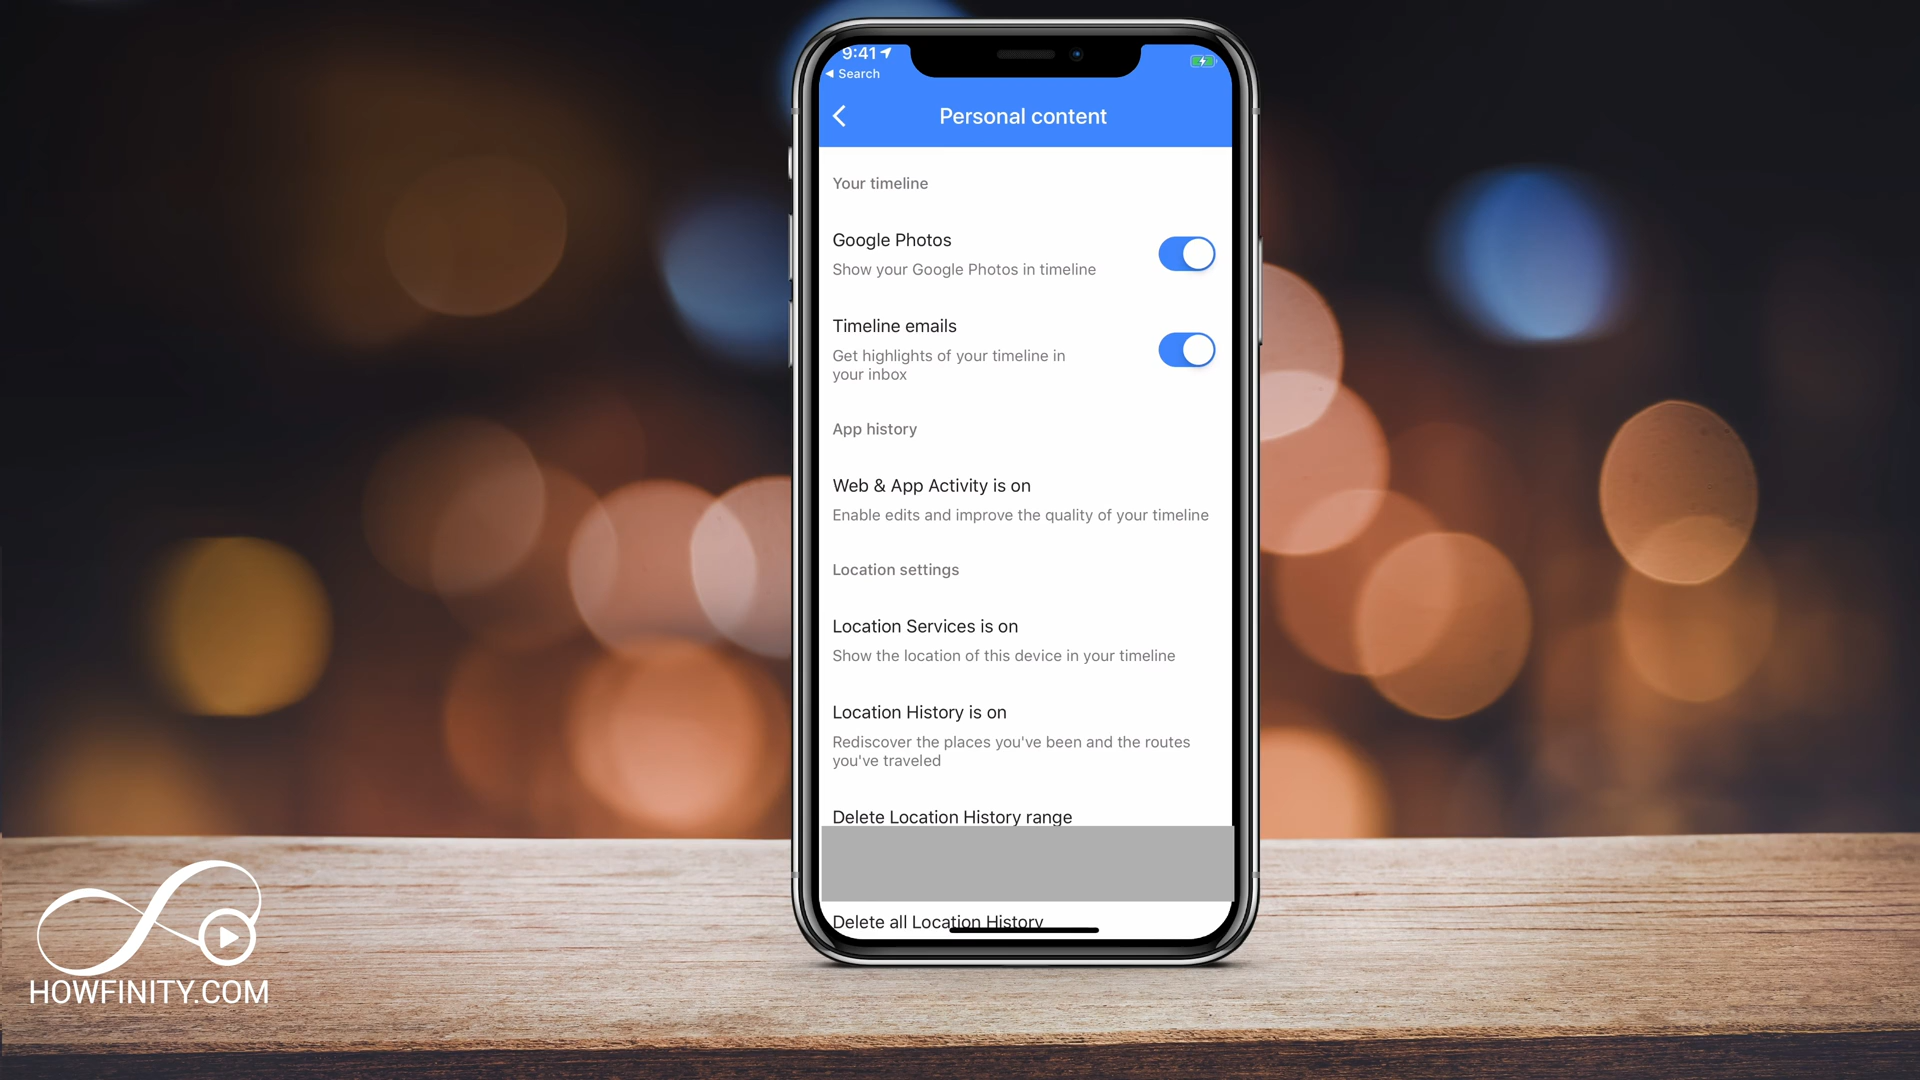 9:41
Search
Personal content
Your timeline
Google Photos
Show your Google Photos in timeline
Timeline emails
Get highlights of your timeline in
your inbox
App history
Web & App Activity is on
Enable edits and improve the quality of your timeline
Location settings
Location Services is on
Show the location of this device in your timeline
Location History is on
Rediscover the places you've been and the routes
you've traveled
Delete Location History range
Delete all Location History
HOWFINITY.COM